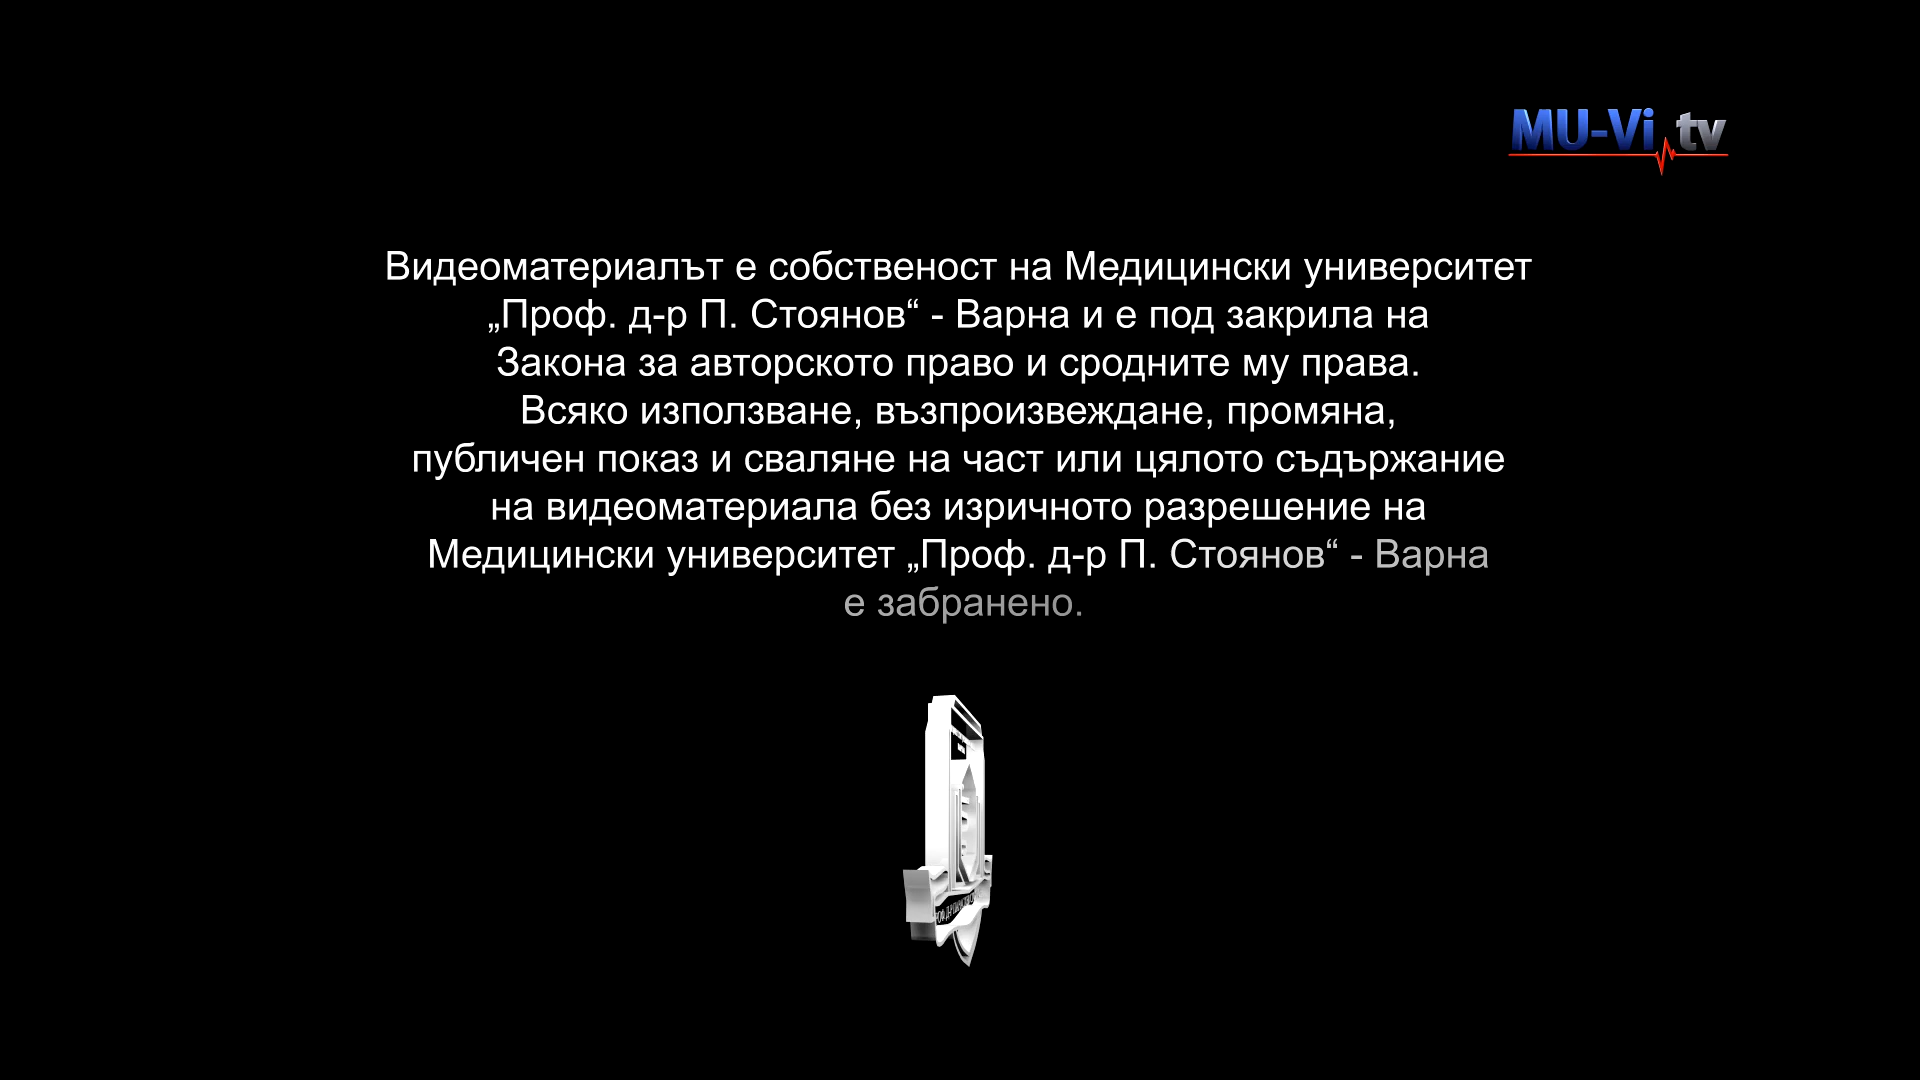 MU-Vi.tv
Видеоматериалът е собственост на Медицински университет
„Проф. д-р П. Стоянов“ - Варна и е под закрила на
Закона за авторското право и сродните му права.
Всяко използване, възпроизвеждане, промяна,
публичен показ и сваляне на част или цялото съдържание
на видеоматериала без изричното разрешение на
Медицински университет „Проф. д-р П. Стоянов“ - Варна
е забранено.